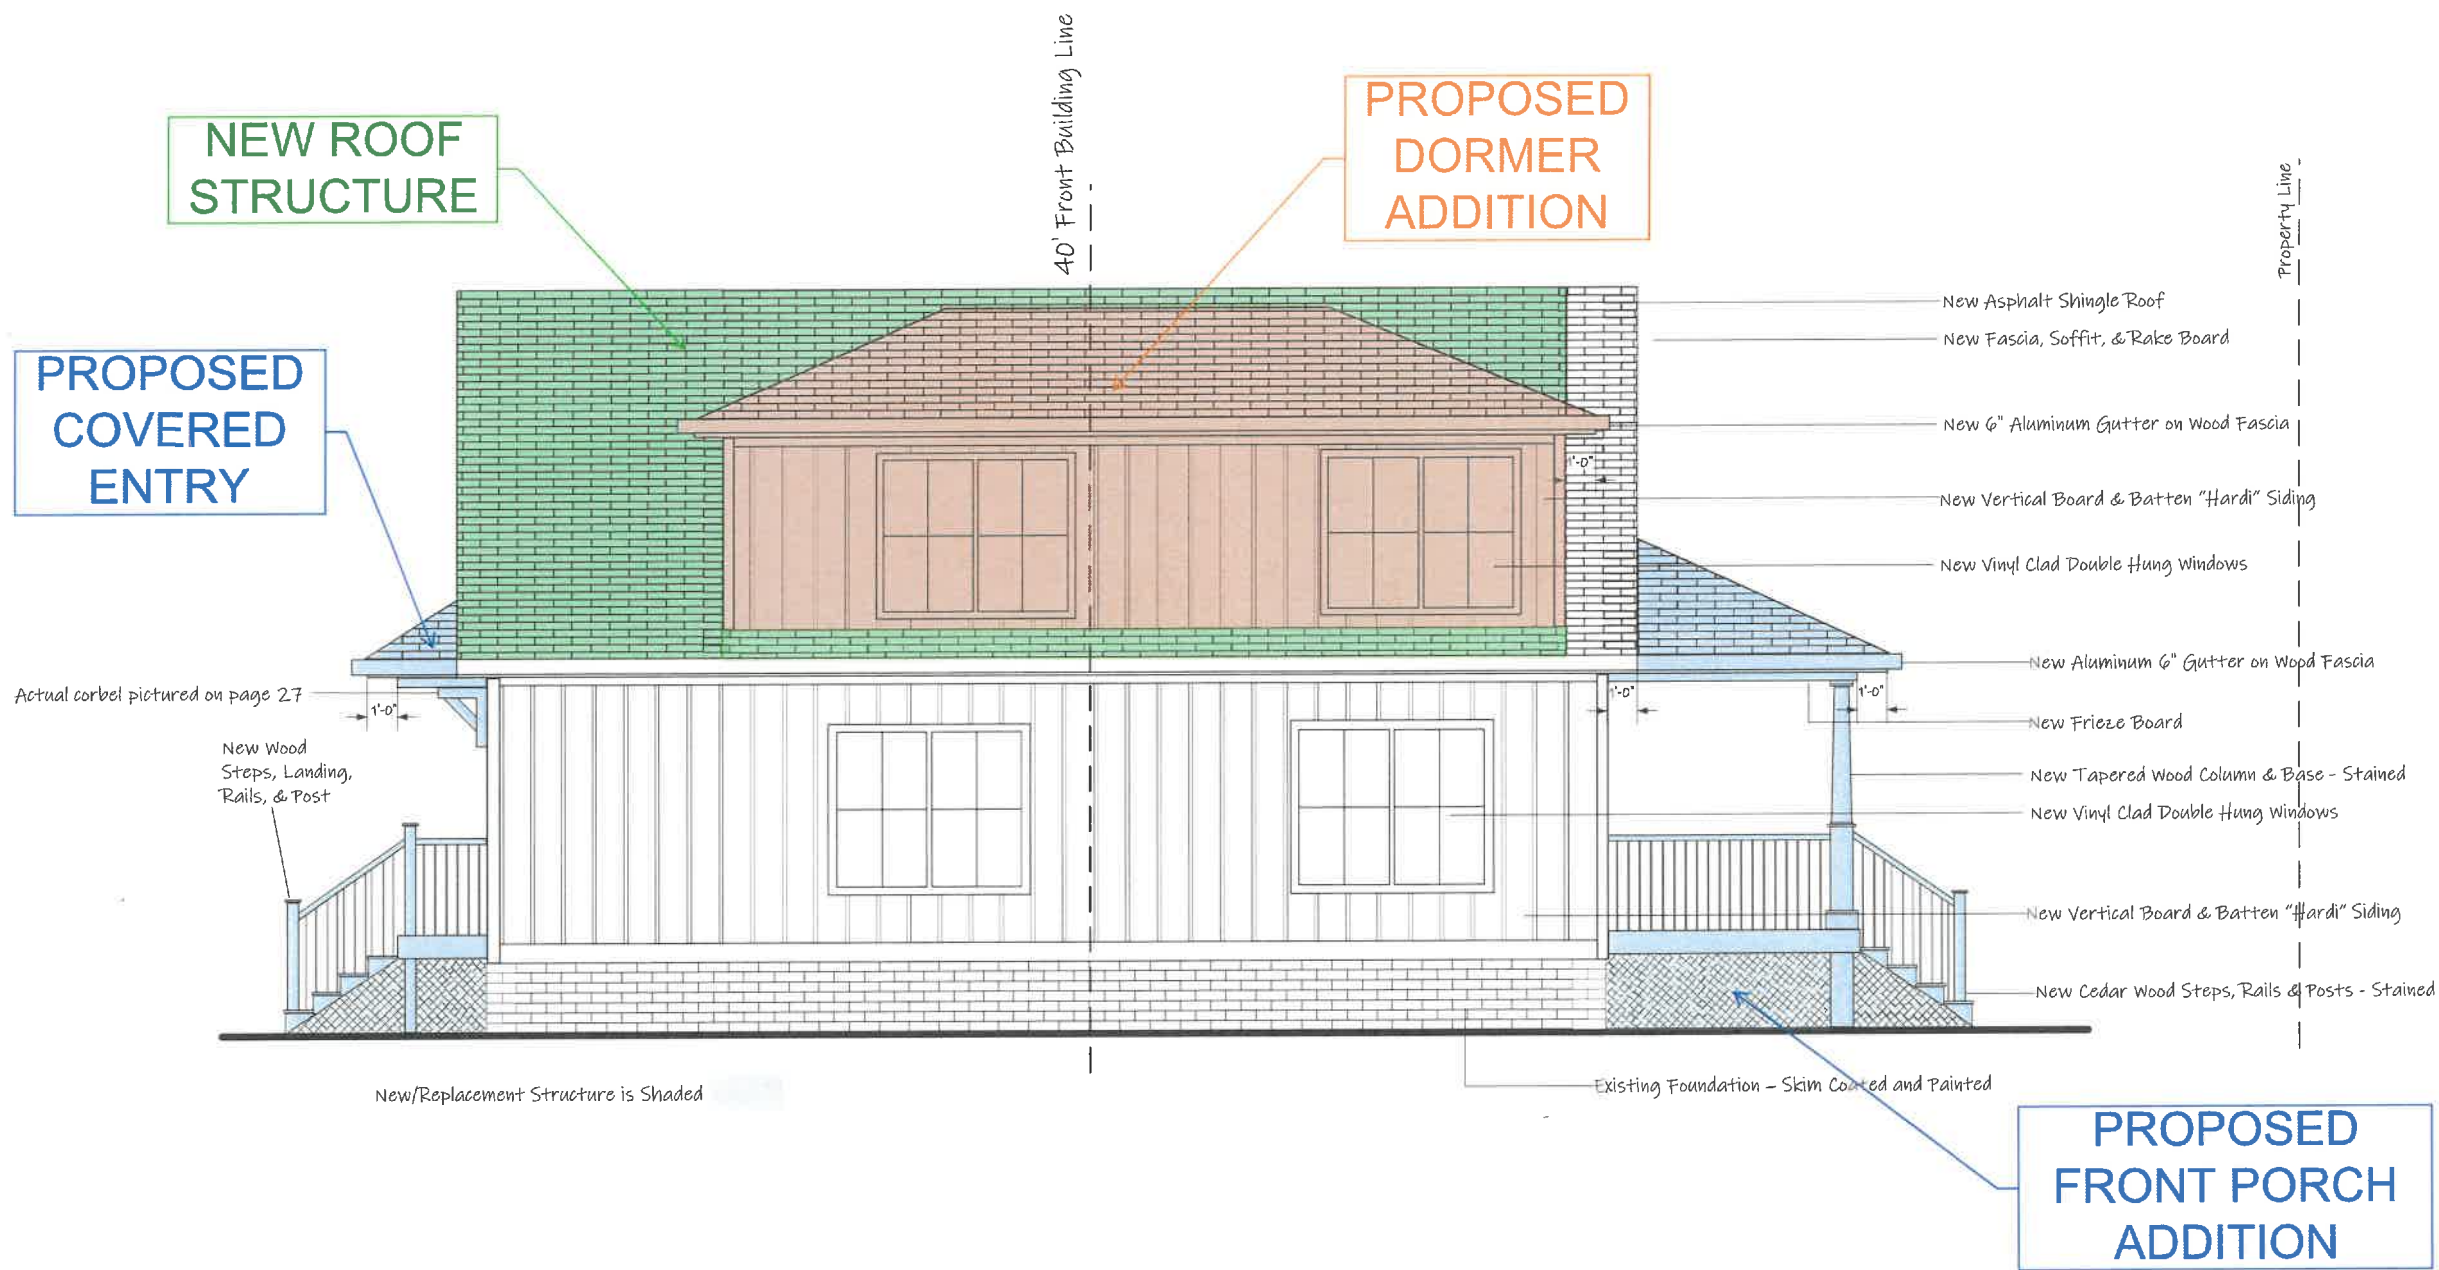 40' Front Building Line
PROPOSED
DORMER
ADDITION
NEW ROOF
STRUCTURE
Property Line
New Asphalt Shingle Roof
New Fascia, Soffit, & Rake Board
PROPOSED
COVERED
ENTRY
New 6" Aluminum Gutter on Wood Fascia
1'-0"
New Vertical Board & Batten "Hardi" Siding
New Vinyl Clad Double Hung Windows
New Aluminum 6" Gutter on Wood Fascia
Actual corbel pictured on page 27
1'-0"
1'-0"
1'-0"
New Frieze Board
New Wood
Steps, Landing,
Rails, & Post
New Tapered Wood Column & Base - Stained
New Vinyl Clad Double Hung Windows
New Vertical Board & Batten "Hardi" Siding
New Cedar Wood Steps, Rails & Posts - Stained
New/Replacement Structure is Shaded
Existing Foundation – Skim Coated and Painted
PROPOSED
FRONT PORCH
ADDITION